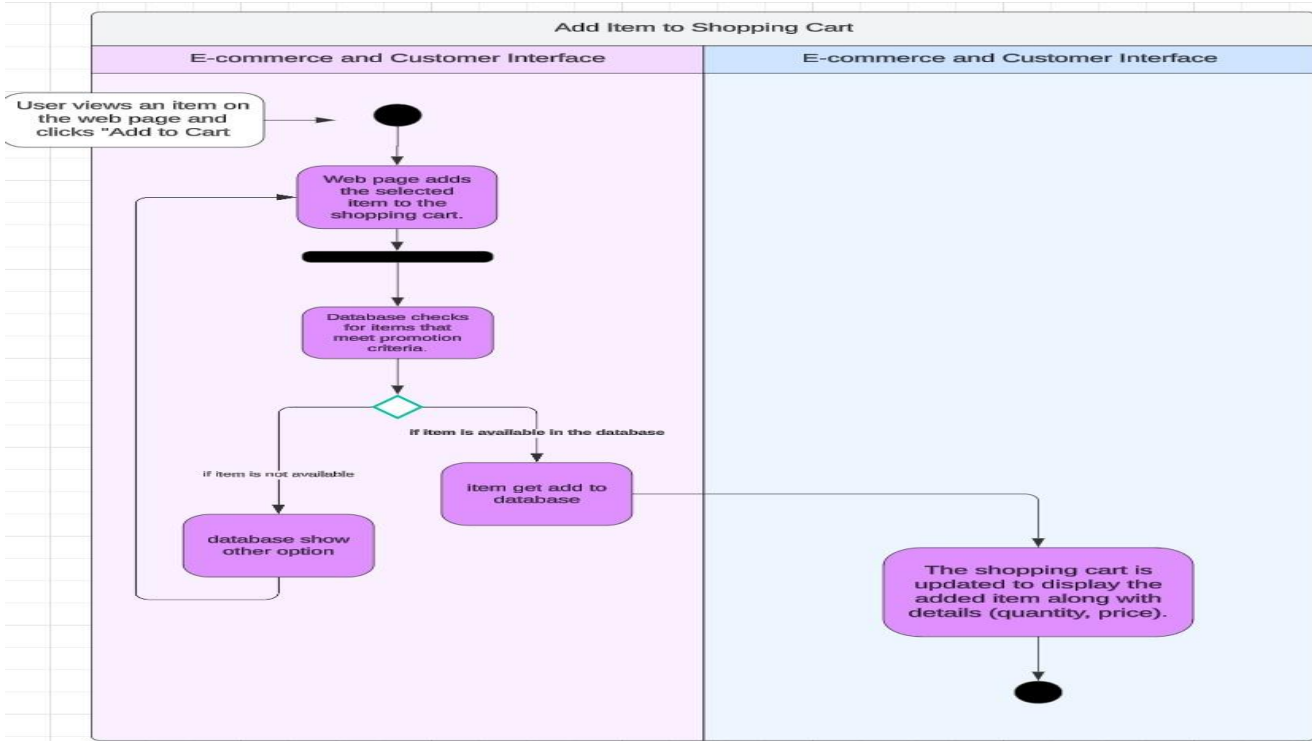 Add Item to Shopping Cart
E-commerce and Customer Interface
E-commerce and Customer Interface
User views an item on
the web page and
clicks "Add to Cart
Web page adds
the selected
item to the
shopping cart.
Database checks
for items that
meet promotion
criteria.
if item is available in the database
if item is not available
item get add to
database
database show
other option
The shopping cart is
updated to display the
added item along with
details (quantity, price).